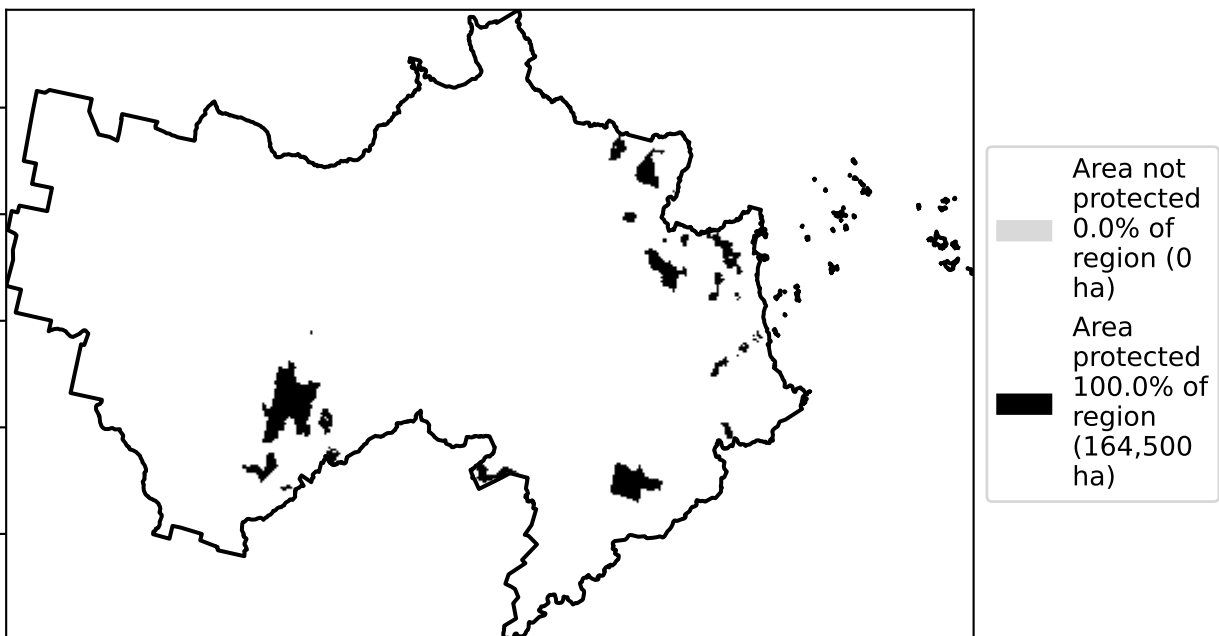 Area not
protected
0.0% of
region (0
ha)
Area
protected
100.0% of
region
(164,500
ha)